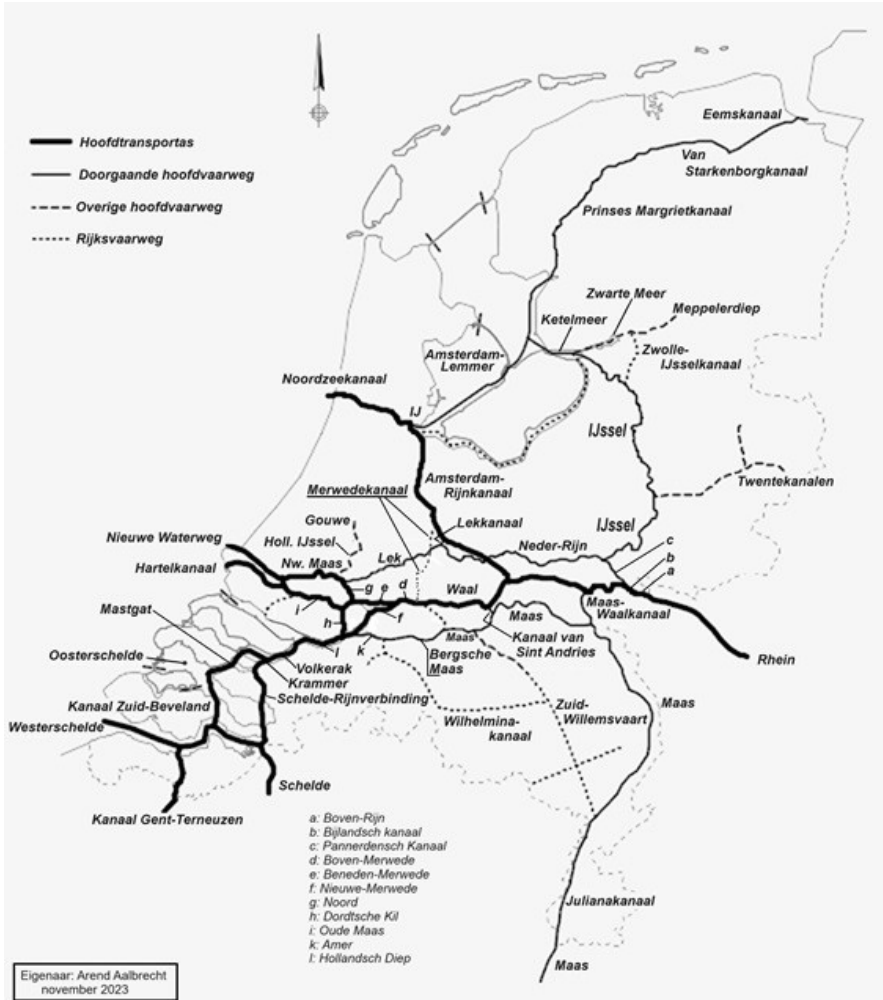 Hoofdtransportas
Doorgaande hoofdvaarweg
Overige hoofdvaarweg
Rijksvaarweg
Eemskanaal
Van
Starkenborgkanaal
Prinses Margrietkanaal
Zwarte Meer
Meppelerdiep
Ketelmeer
Zwolle-
IJsselkanaal
Amsterdam-
Lemmer
Noordzeekanaal
IJ
IJssel
Amsterdam-
Rijnkanaal
Twentekanalen
Merwedekanaal
Lekkanaal
IJssel
Gouwe
Nieuwe Waterweg
Holl. IJssel
Neder-Rijn
c
b
a
Hartelkanaal
Nw. Maas
Lek
g
e
d
Waal
Maas-
Waalkanaal
i
h
f
Mastgat
Maas
Maas
Kanaal van
Sint Andries
l
k
Bergsche
Maas
Rhein
Oosterschelde
Volkerak
Krammer
Schelde-Rijnverbinding
Kanaal Zuid-Beveland
Westerschelde
Wilhelmina-
kanaal
Zuid-
Willemsvaart
Maas
Schelde
Kanaal Gent-Terneuzen
a: Boven-Rijn
b: Bijlandsch kanaal
c: Pannerdensch Kanaal
d: Boven-Merwede
e: Beneden-Merwede
f: Nieuwe-Merwede
g: Noord
h: Dordtsche Kil
i: Oude Maas
k: Amer
l: Hollandsch Diep
Julianakanaal
Maas
Eigenaar: Arend Aalbrecht
november 2023